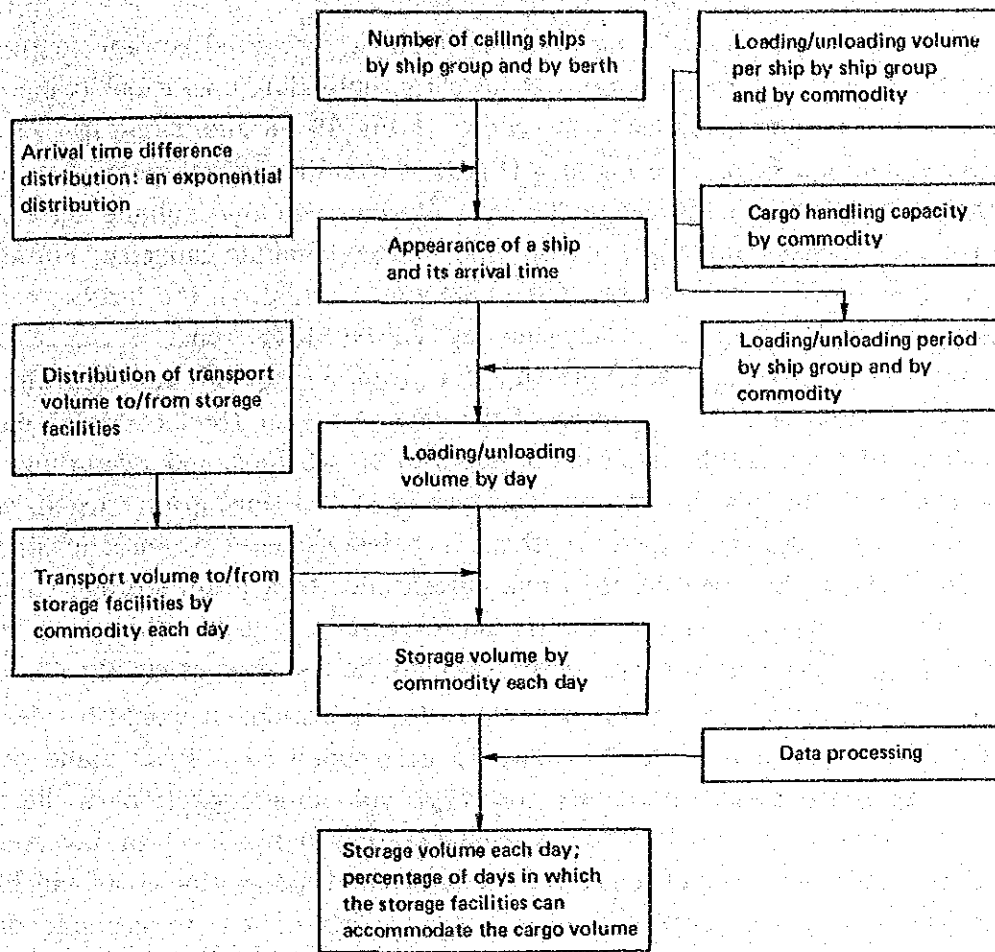 Number of calling ships
by ship group and by berth
Loading/unloading volume
per ship by ship group
and by commodity
Arrival time difference
distribution: an exponential
distribution
Cargo handling capacity
by commodity
Appearance of a ship
and its arrival time
Loading/unloading period
by ship group and by
commodity
Distribution of transport
volume to/from storage
facilities
Loading/unloading
volume by day
Transport volume to/from
storage facilities by
commodity each day
Storage volume by
commodity each day
Data processing
Storage volume each day;
percentage of days in which
the storage facilities can
accommodate the cargo volume